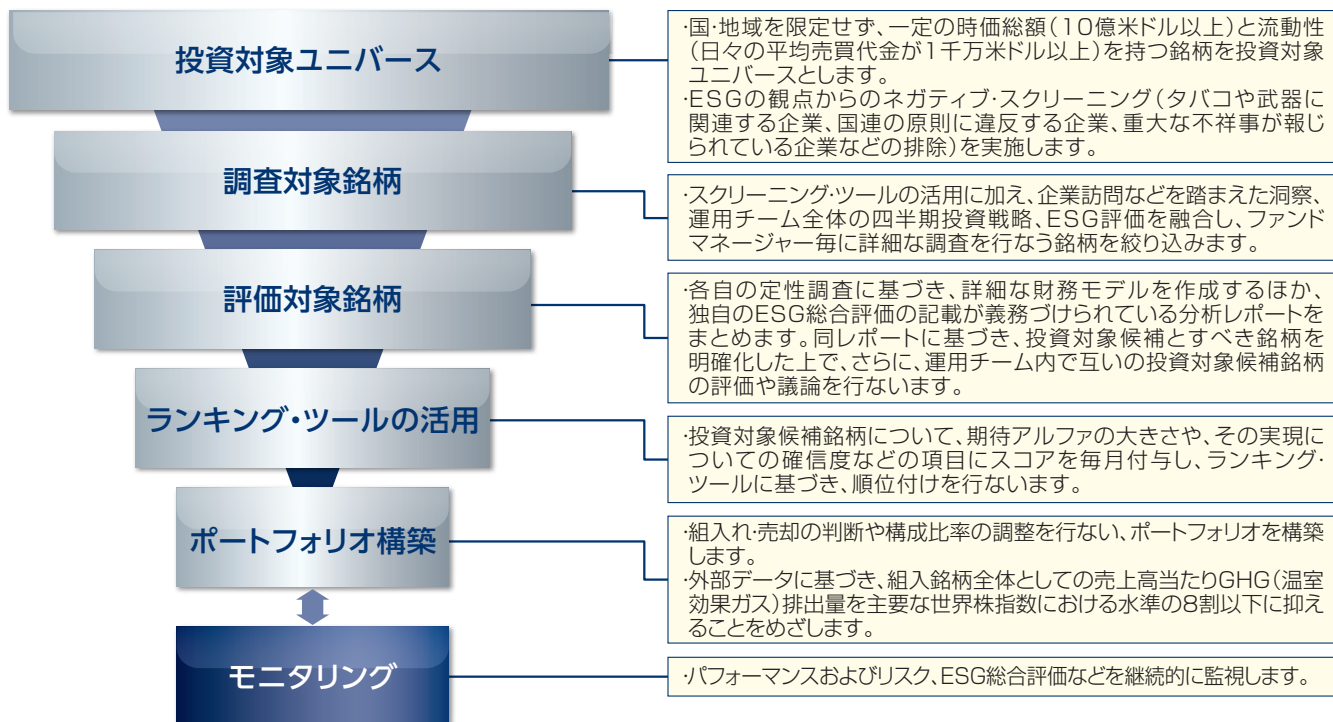 投資対象ユニバース
･国・地域を限定せず、一定の時価総額（10億米ドル以上）と流動性
（日々の平均売買代金が1千万米ドル以上）を持つ銘柄を投資対象
ユニバースとします。
･ESGの観点からのネガティブ・スクリーニング（タバコや武器に
関連する企業、国連の原則に違反する企業、重大な不祥事が報じ
られている企業などの排除）を実施します。
調査対象銘柄
･スクリーニング・ツールの活用に加え、企業訪問などを踏まえた洞察、
運用チーム全体の四半期投資戦略、ESG評価を融合し、ファンド
マネージャー毎に詳細な調査を行なう銘柄を絞り込みます。
評価対象銘柄
･各自の定性調査に基づき、詳細な財務モデルを作成するほか、
独自のESG総合評価の記載が義務づけられている分析レポートを
まとめます。同レポートに基づき、投資対象候補とすべき銘柄を
明確化した上で、さらに、運用チーム内で互いの投資対象候補銘柄
の評価や議論を行ないます。
ランキング・ツールの活用
･投資対象候補銘柄について、期待アルファの大きさや、その実現に
ついての確信度などの項目にスコアを毎月付与し、ランキング・
ツールに基づき、順位付けを行ないます。
ポートフォリオ構築
･組入れ・売却の判断や構成比率の調整を行ない、ポートフォリオを構築
します。
･外部データに基づき、組入銘柄全体としての売上高当たりGHG（温室
効果ガス）排出量を主要な世界株指数における水準の8割以下に抑え
ることをめざします。
モニタリング
･パフォーマンスおよびリスク、ESG総合評価などを継続的に監視します。